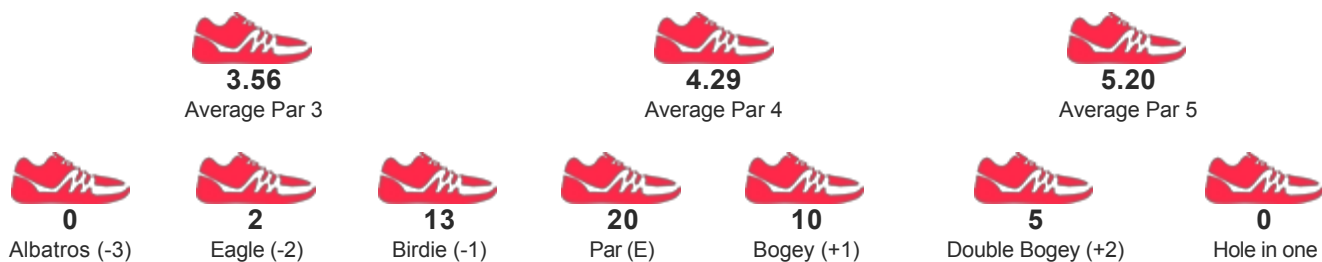 3.56 4.29 5.20
Average Par 3 Average Par 4 Average Par 5
0 2 13 20 10 5 0
Albatros (-3) Eagle (-2) Birdie (-1) Par (E) Bogey (+1) Double Bogey (+2) Hole in one